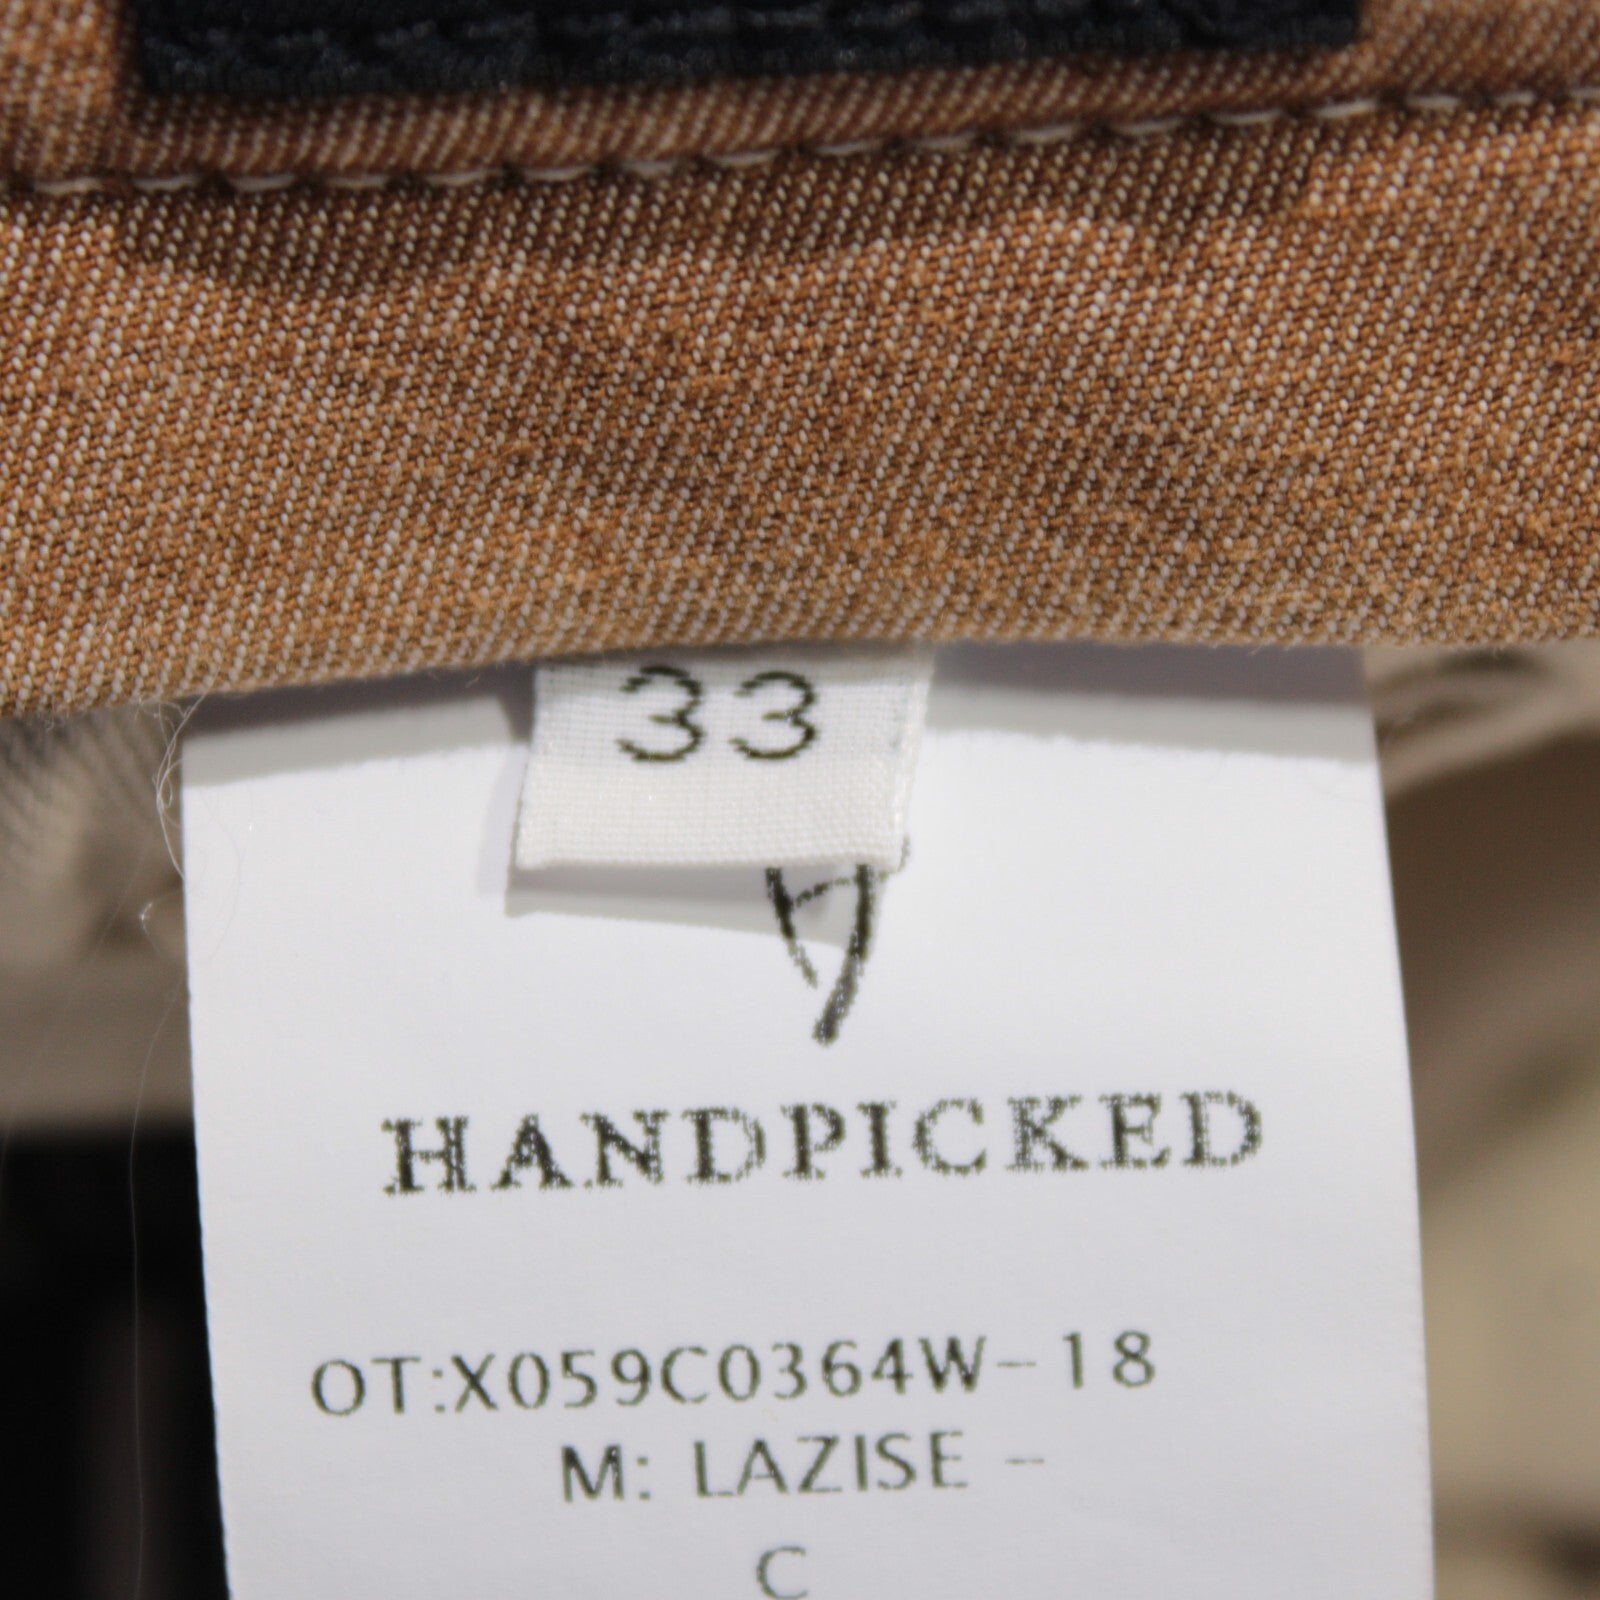 33
HANDPICKED
OT:X059C0364W-18
M: LAZISE -
C